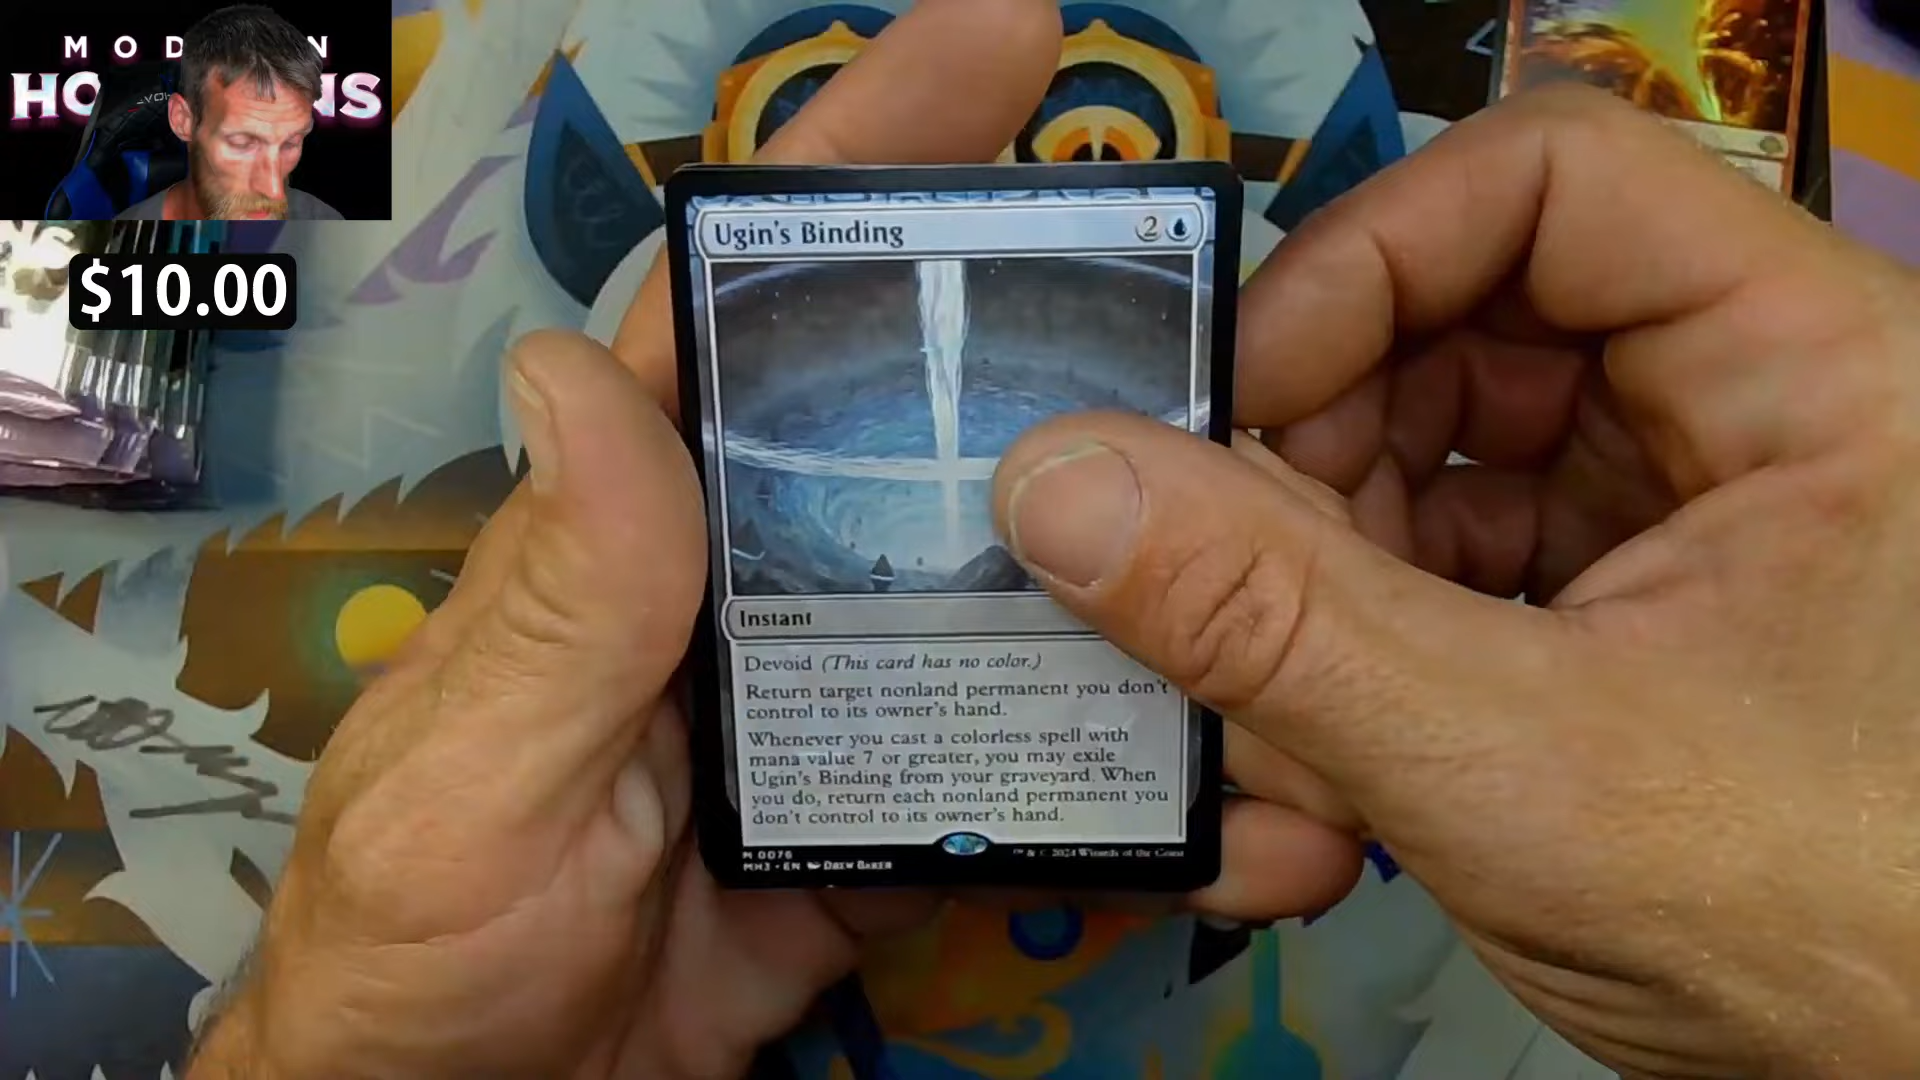 $10.00
Ugin's Binding 2
Instant
Devoid (This card has no color.)
Return target nonland permanent you don't
control to its owner's hand.
Whenever you cast a colorless spell with
mana value 7 or greater, you may exile
Ugin's Binding from your graveyard. When
you do, return each nonland permanent you
don't control to its owner's hand.
M 0076
MH3 • EN DREW BAKER
™ & © 2024 Wizards of the Coast